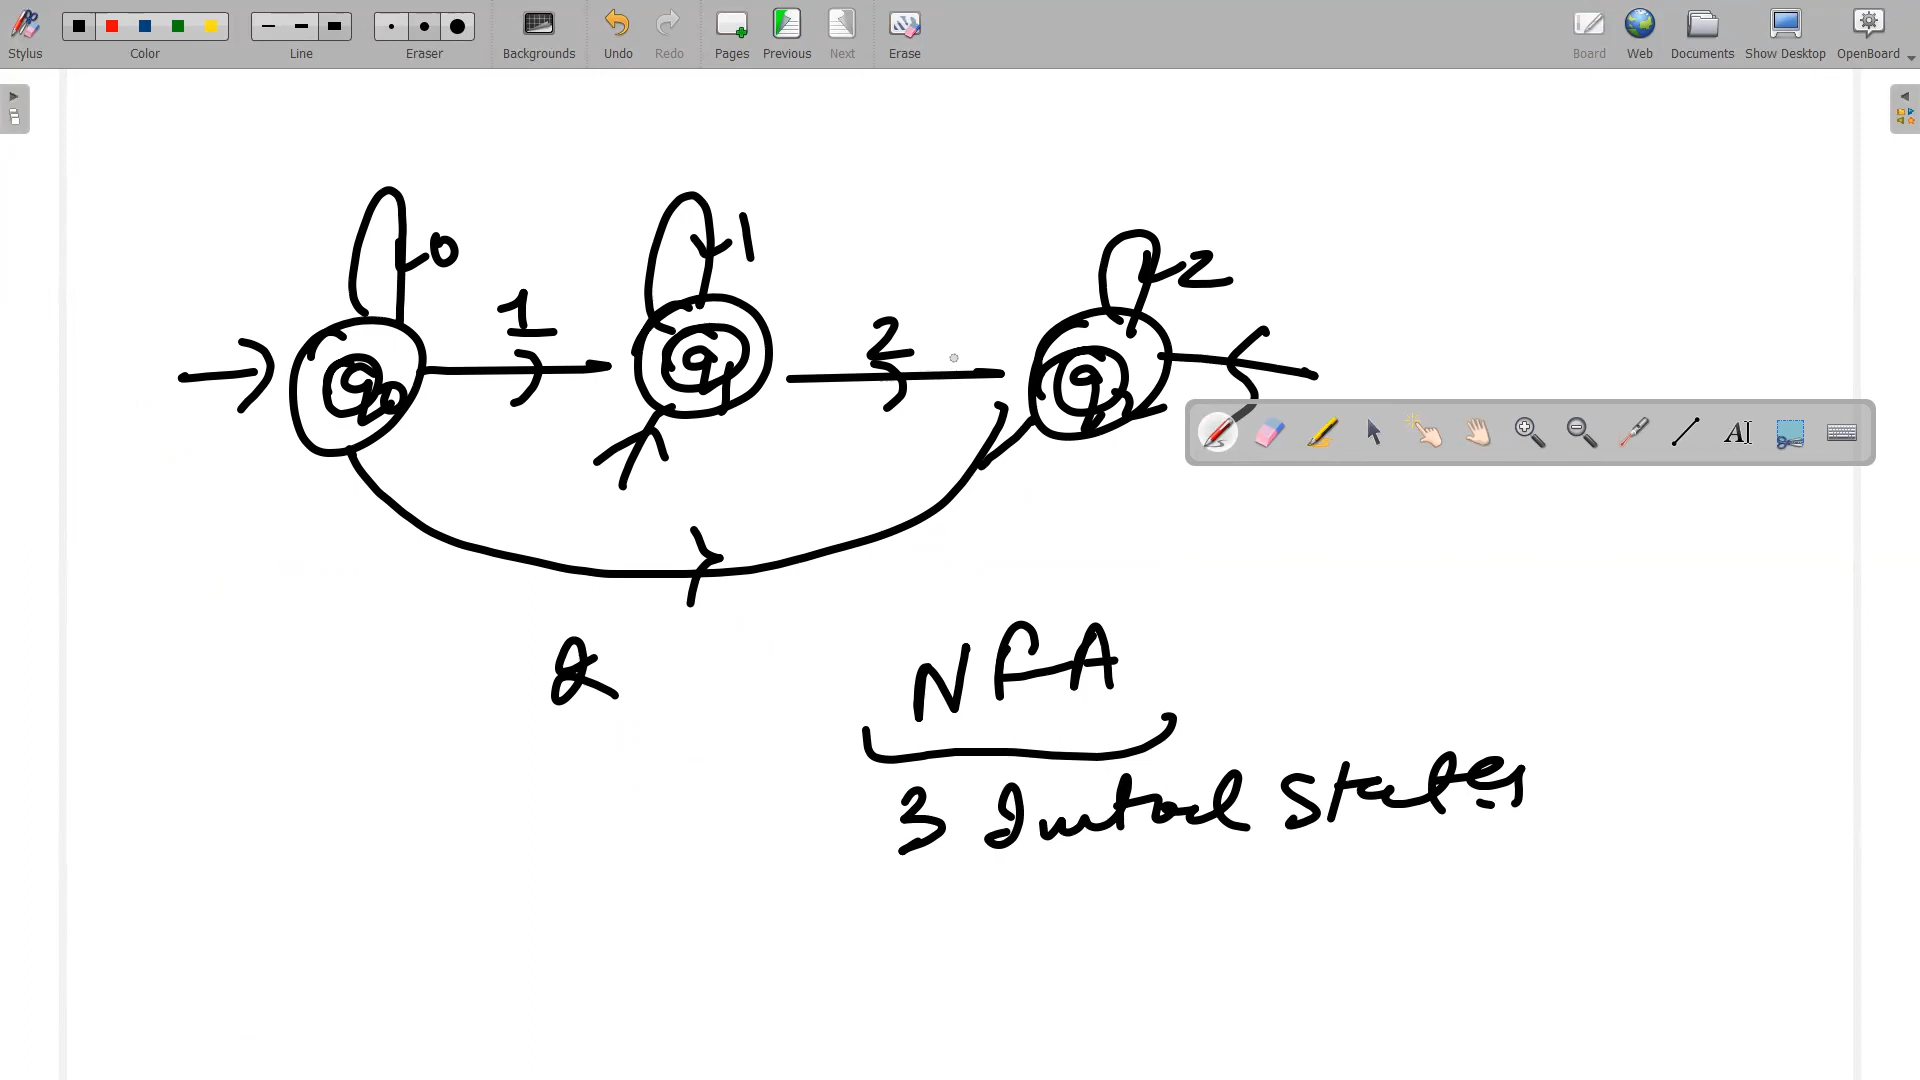 Stylus Color Line Eraser Backgrounds Undo Redo Pages Previous Next Erase Board Web Documents Show Desktop OpenBoard
0 1 2
1 2
q0 q1 q2
2
NFA
3 Initial States